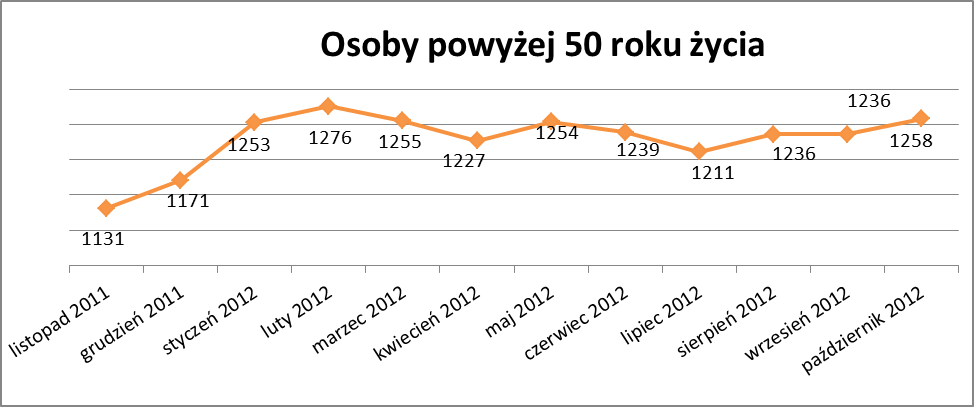 Osoby powyżej 50 roku życia
1131
1171
1253
1276
1255
1227
1254
1239
1211
1236
1236
1258
listopad 2011
grudzień 2011
styczeń 2012
luty 2012
marzec 2012
kwiecień 2012
maj 2012
czerwiec 2012
lipiec 2012
sierpień 2012
wrzesień 2012
październik 2012